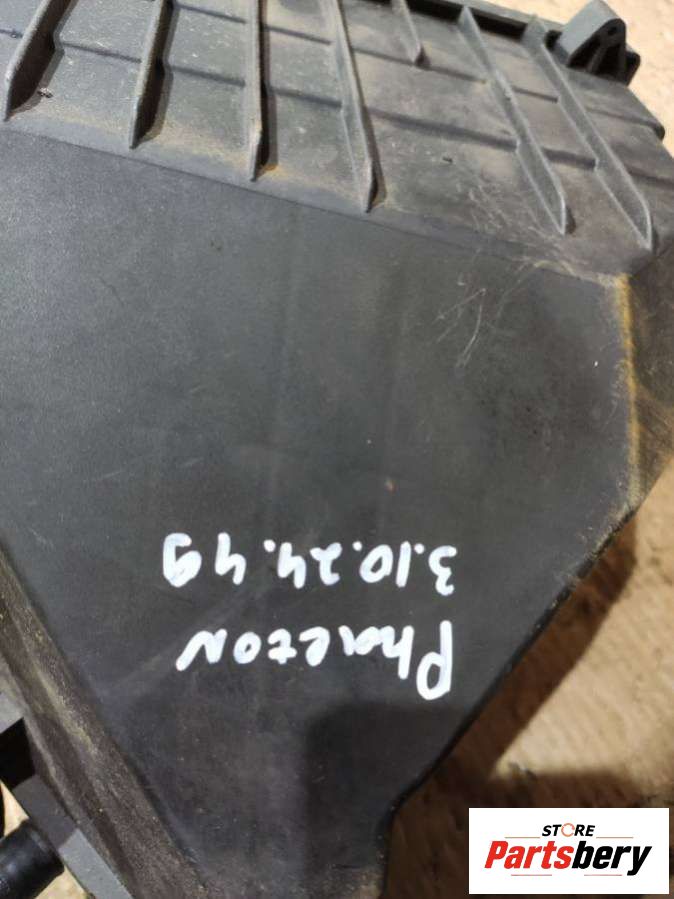 Phaeton
3.10.24.49
STORE
Partsbery